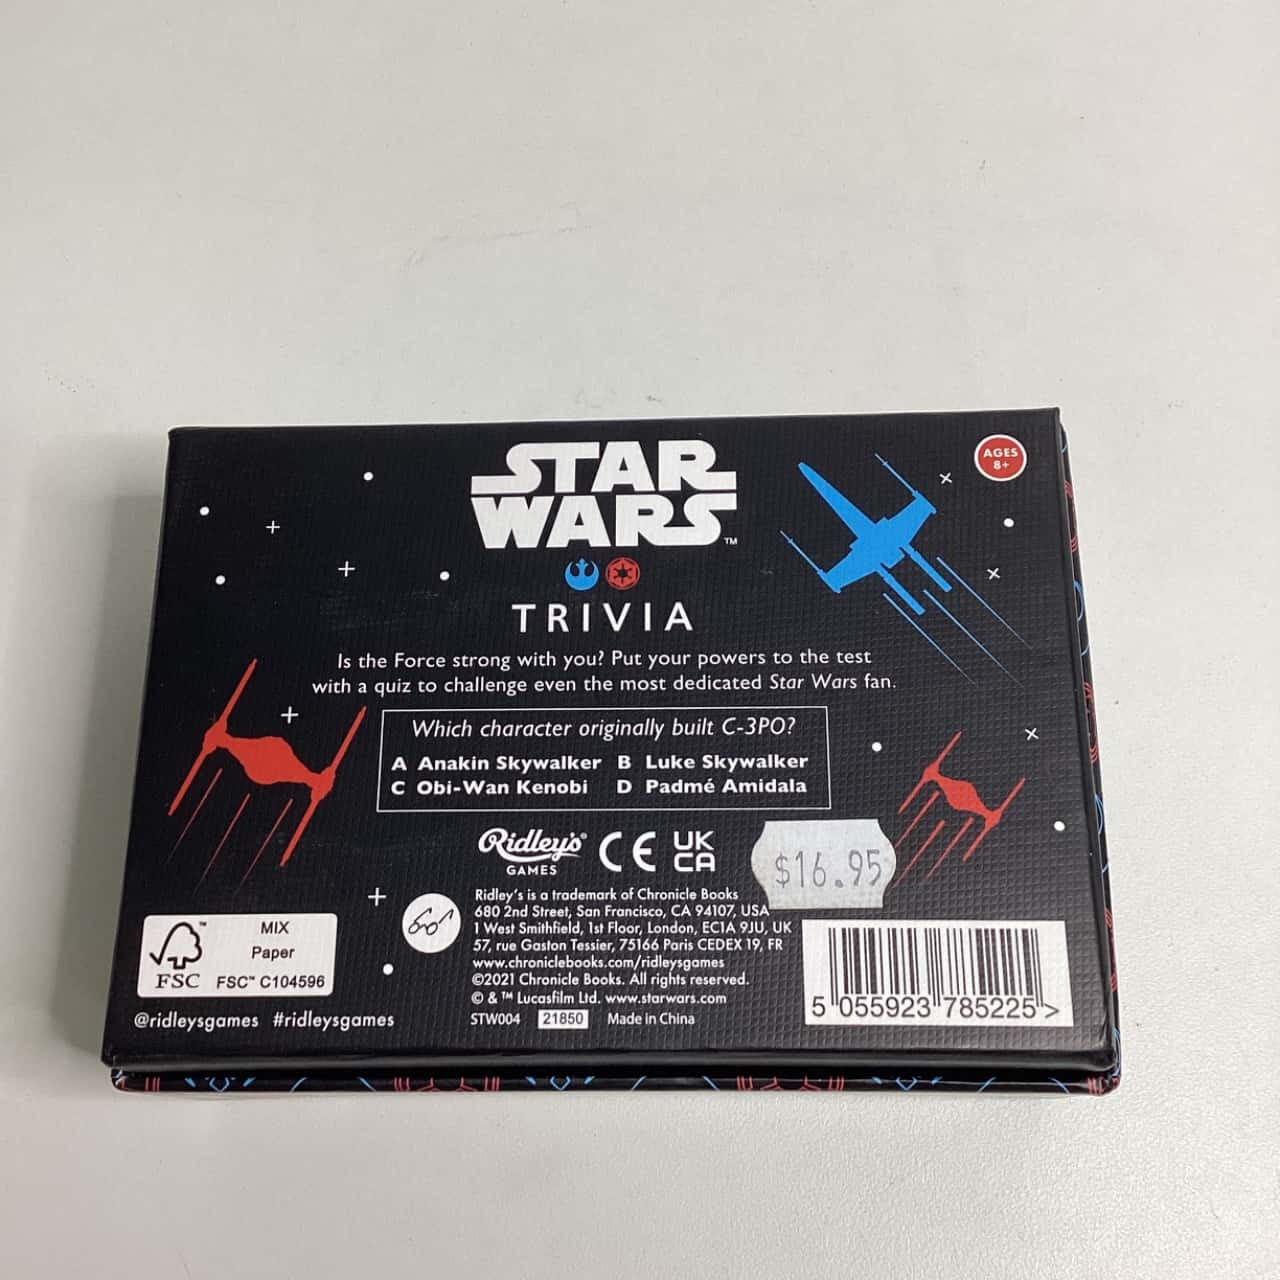 STAR
WARS™
AGES
8+
TRIVIA
Is the Force strong with you? Put your powers to the test
with a quiz to challenge even the most dedicated Star Wars fan.
Which character originally built C-3PO?
A Anakin Skywalker B Luke Skywalker
C Obi-Wan Kenobi D Padmé Amidala
Ridley's®
GAMES
CE
UK
CA
$16.95
Ridley's is a trademark of Chronicle Books
680 2nd Street, San Francisco, CA 94107, USA
1 West Smithfield, 1st Floor, London, EC1A 9JU, UK
57, rue Gaston Tessier, 75166 Paris CEDEX 19, FR
www.chroniclebooks.com/ridleysgames
©2021 Chronicle Books. All rights reserved.
© & ™ Lucasfilm Ltd. www.starwars.com
STW004 21850 Made in China
™
FSC
MIX
Paper
FSC™ C104596
@ridleysgames #ridleysgames
5 055923 785225 >